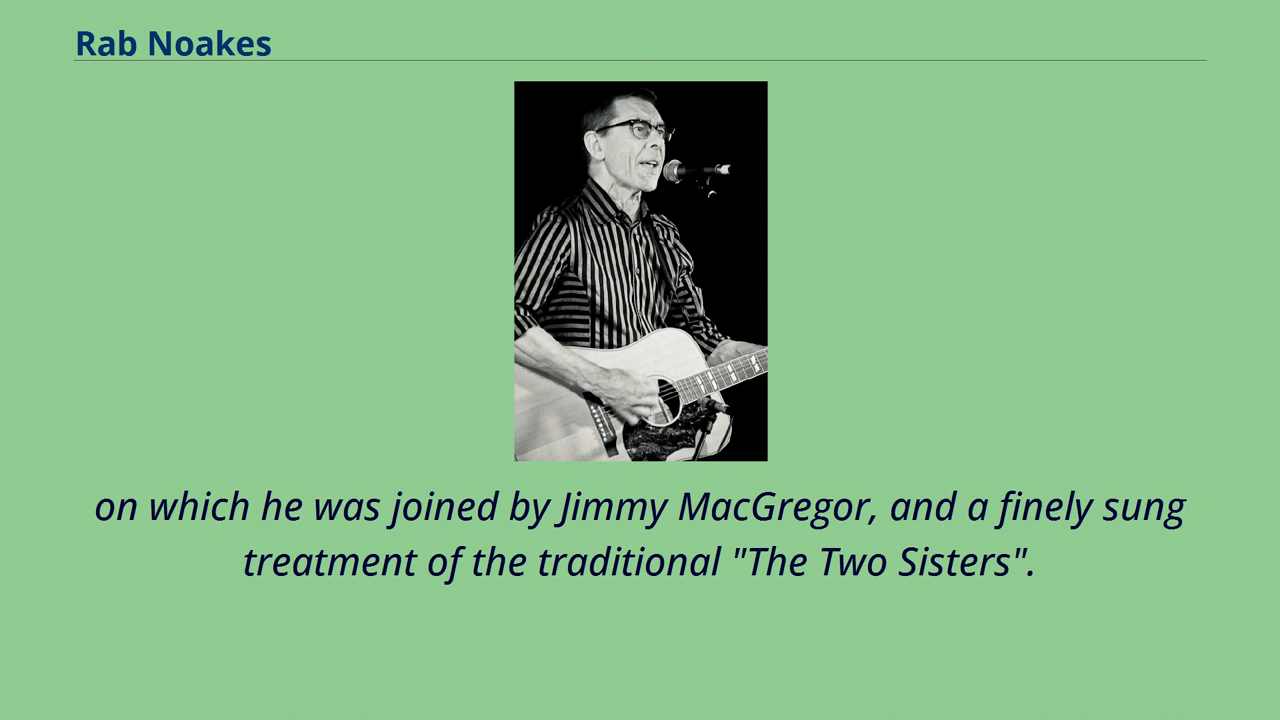 Rab Noakes
on which he was joined by Jimmy MacGregor, and a finely sung
treatment of the traditional "The Two Sisters".